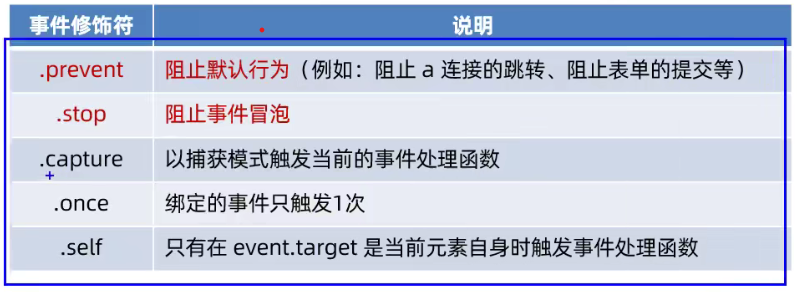 事件修饰符 说明
.prevent 阻止默认行为（例如：阻止 a 连接的跳转、阻止表单的提交等）
.stop 阻止事件冒泡
.capture 以捕获模式触发当前的事件处理函数
.once 绑定的事件只触发1次
.self 只有在 event.target 是当前元素自身时触发事件处理函数